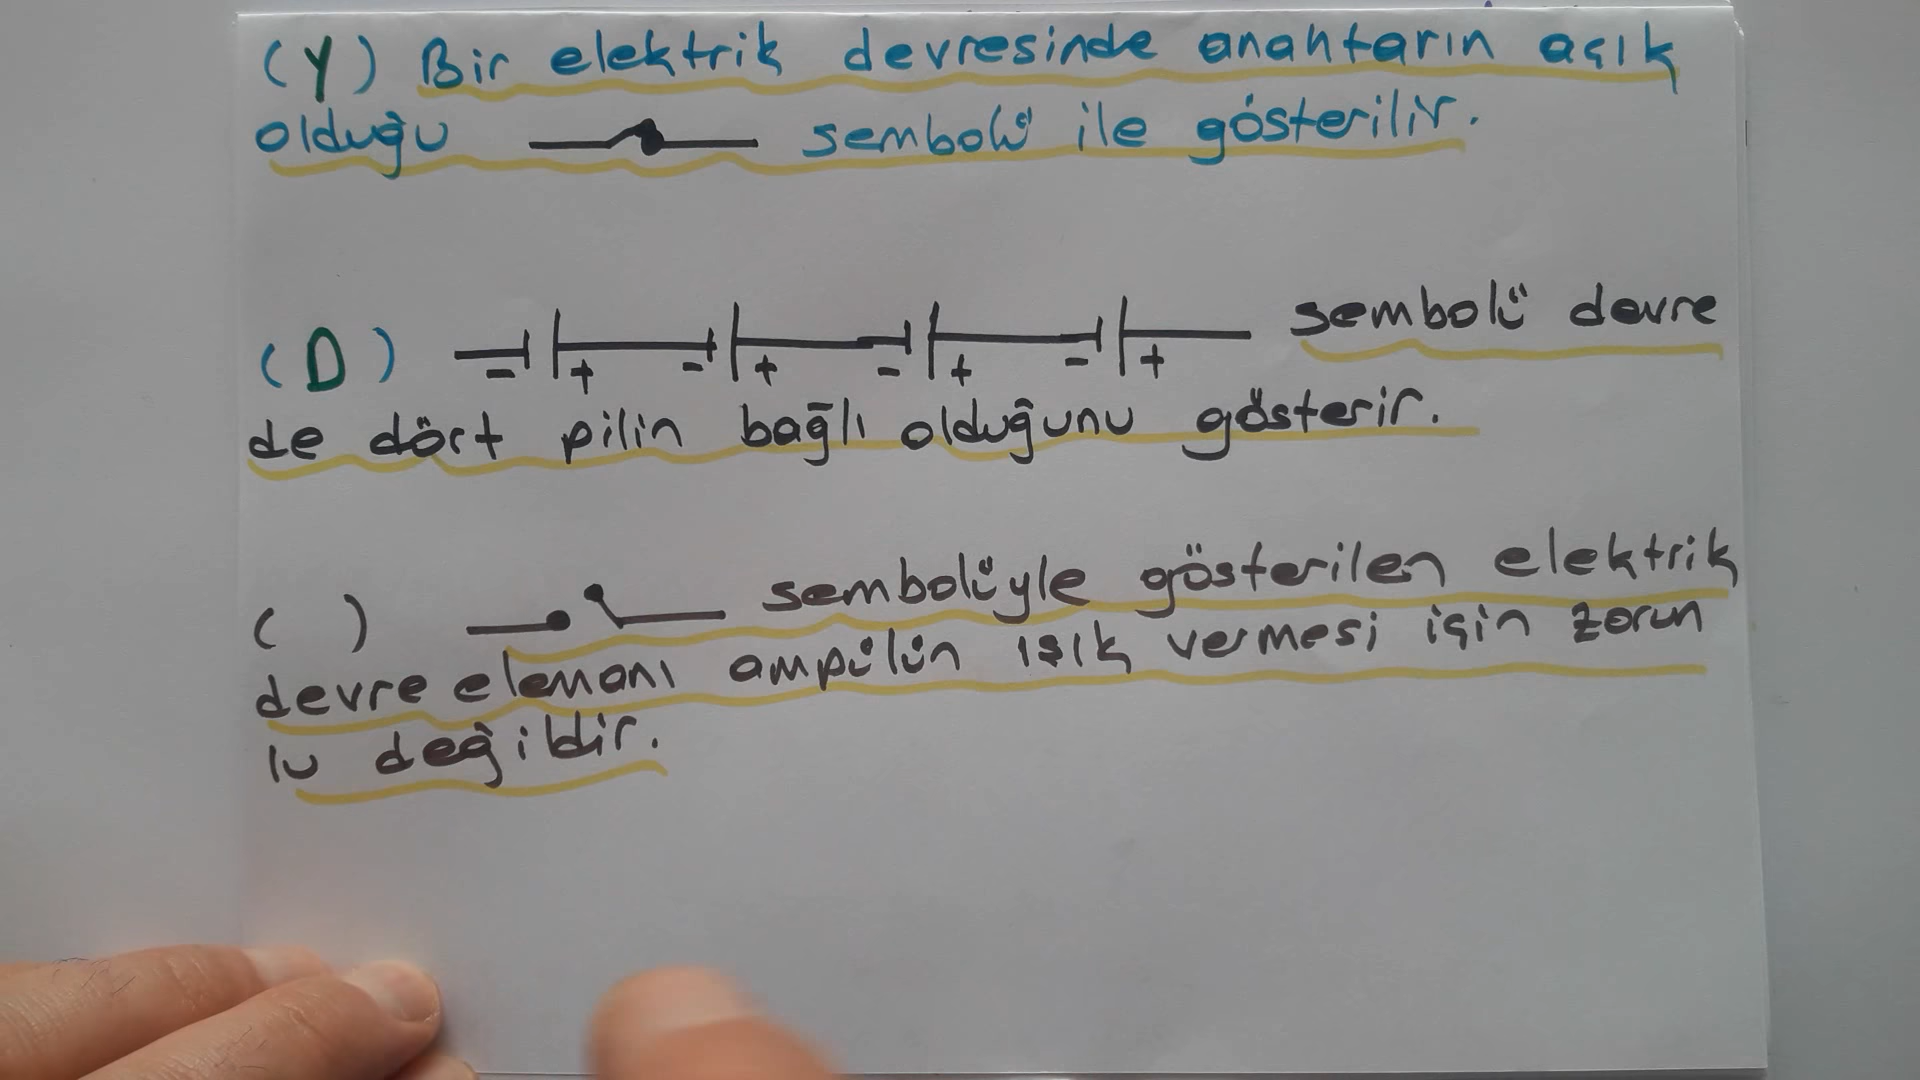 (Y) Bir elektrik devresinde anahtarın açık
olduğu sembolü ile gösterilir.
(D) - + - + - + - + sembolü devre
de dört pilin bağlı olduğunu gösterir.
( ) sembolüyle gösterilen elektrik
devre elemanı ampülün ışık vermesi için zorun
lu değildir.